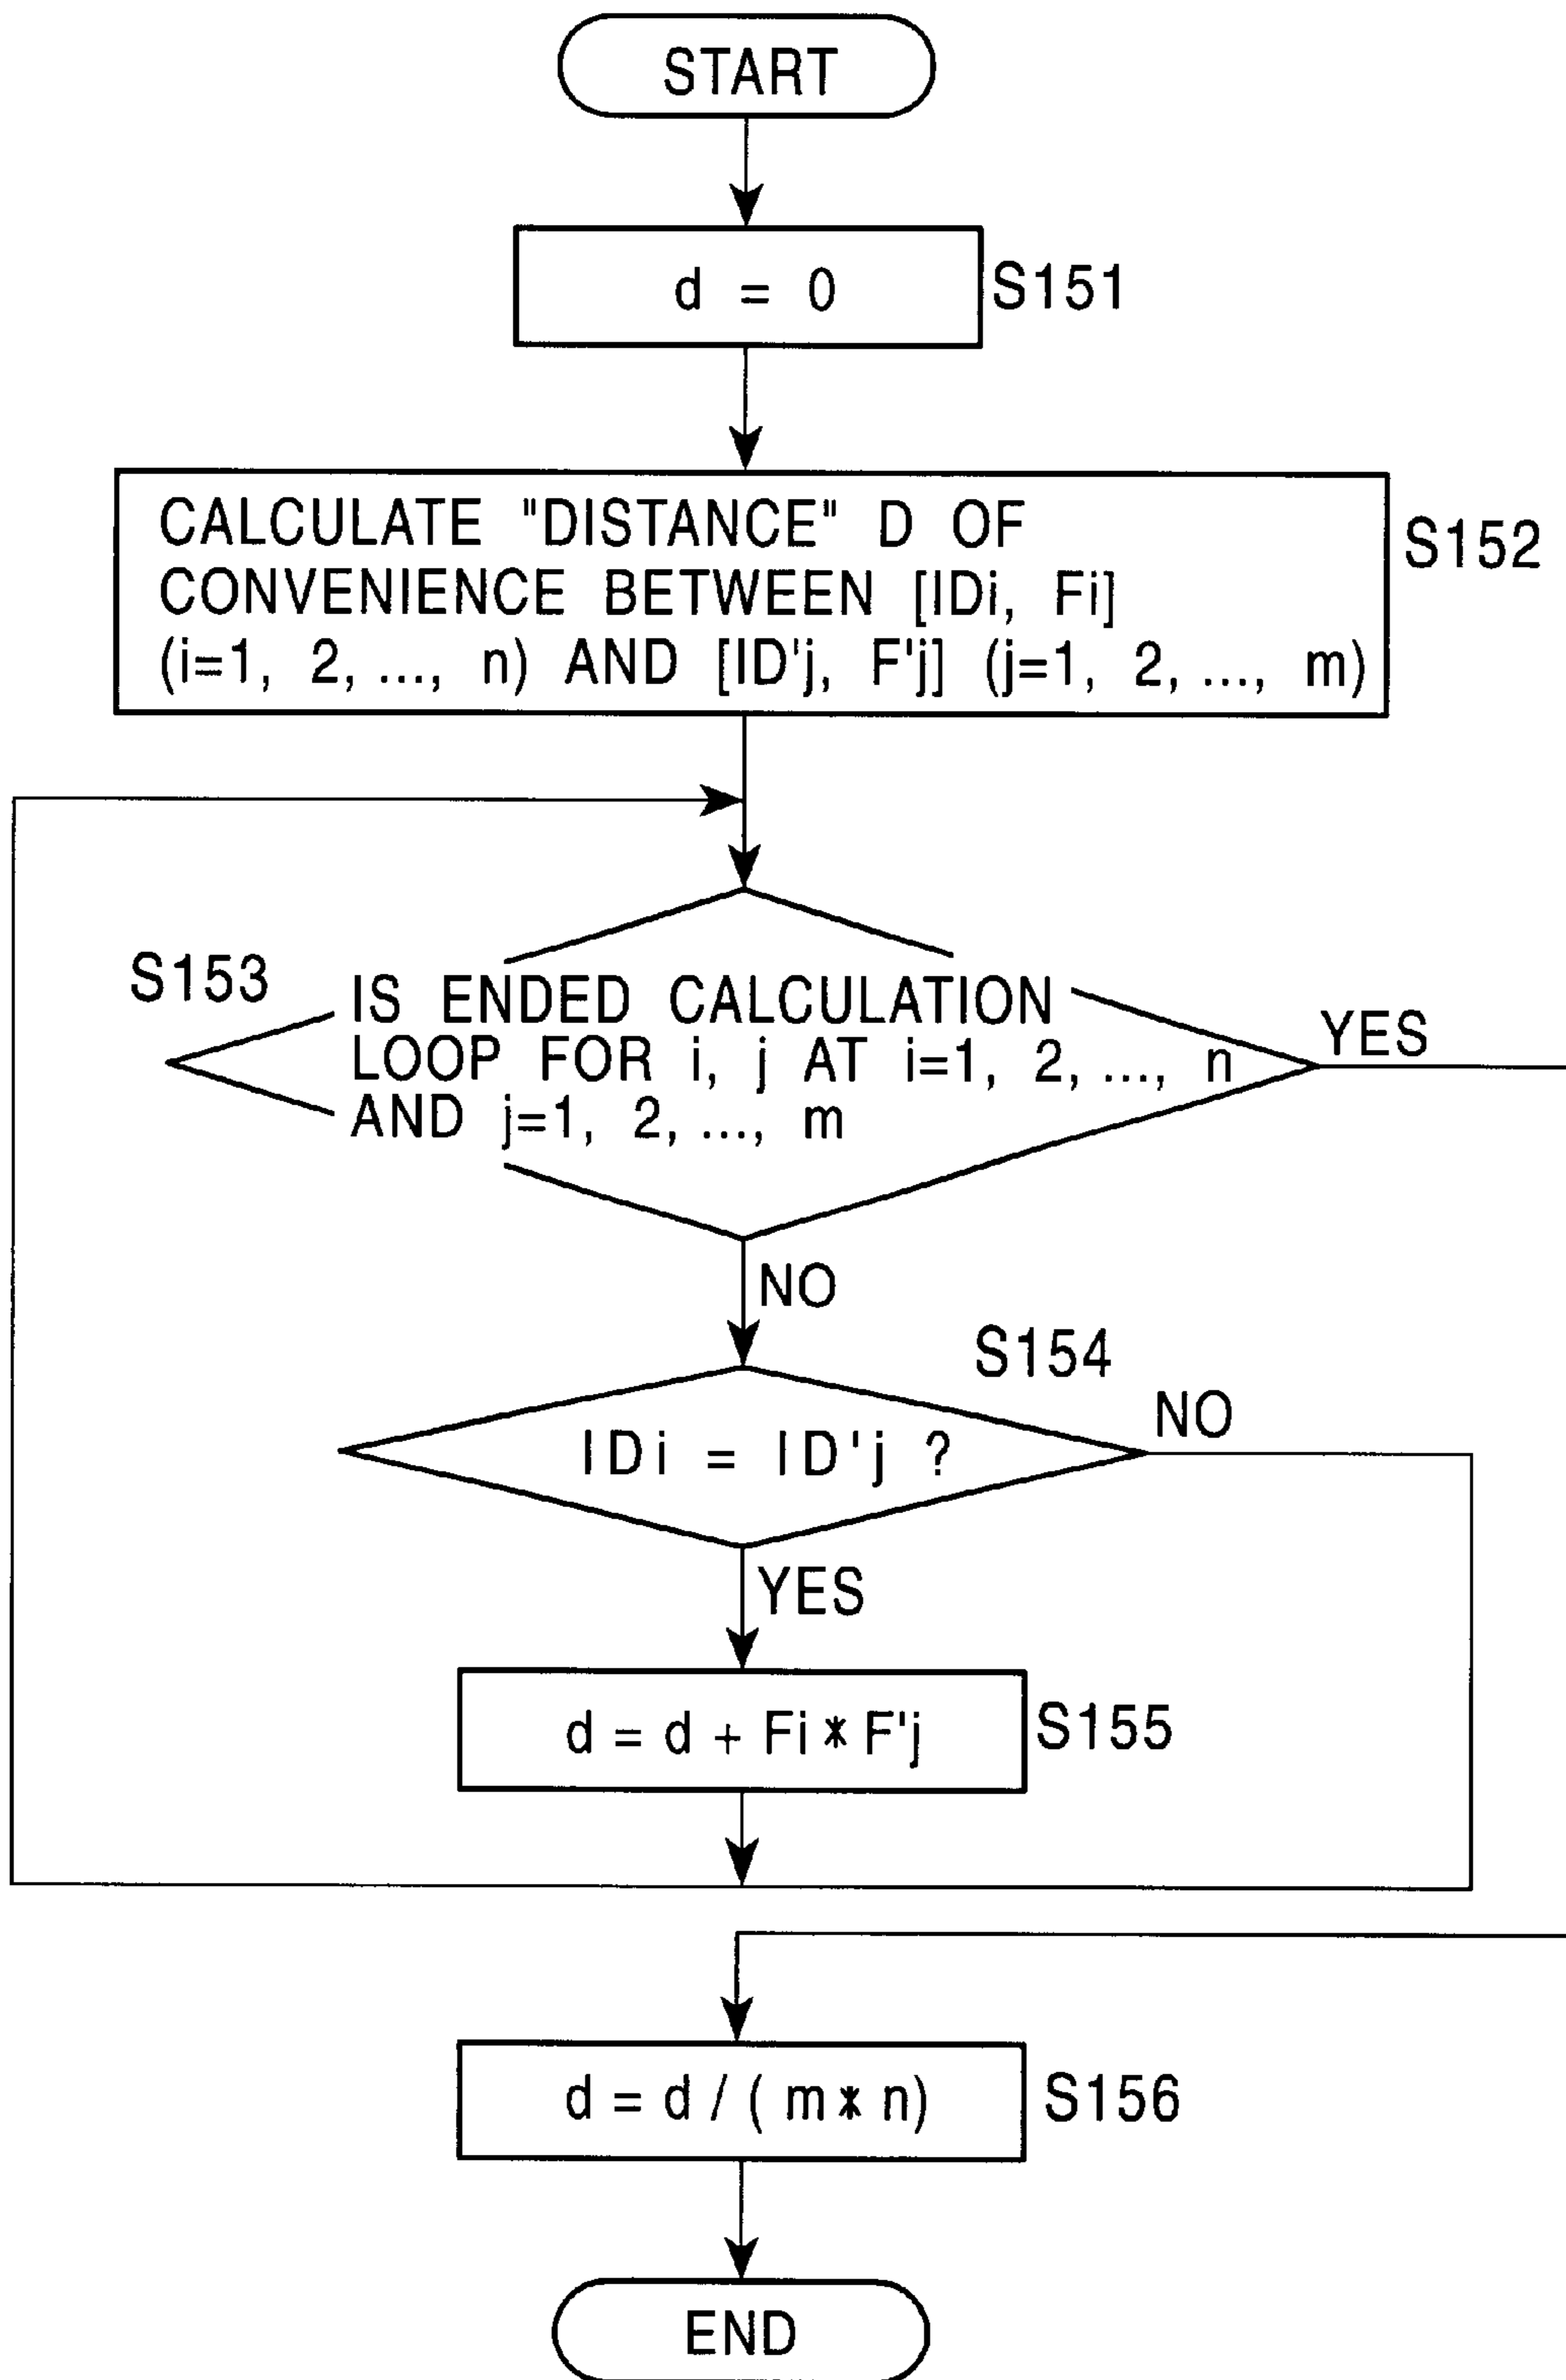 START
d = 0
S151
CALCULATE "DISTANCE" D OF
CONVENIENCE BETWEEN [IDi, Fi]
(i=1, 2, ..., n) AND [ID'j, F'j] (j=1, 2, ..., m)
S152
S153
IS ENDED CALCULATION
LOOP FOR i, j AT i=1, 2, ..., n
AND j=1, 2, ..., m
YES
NO
S154
IDi = ID'j ?
NO
YES
d = d + Fi * F'j
S155
d = d / ( m * n)
S156
END